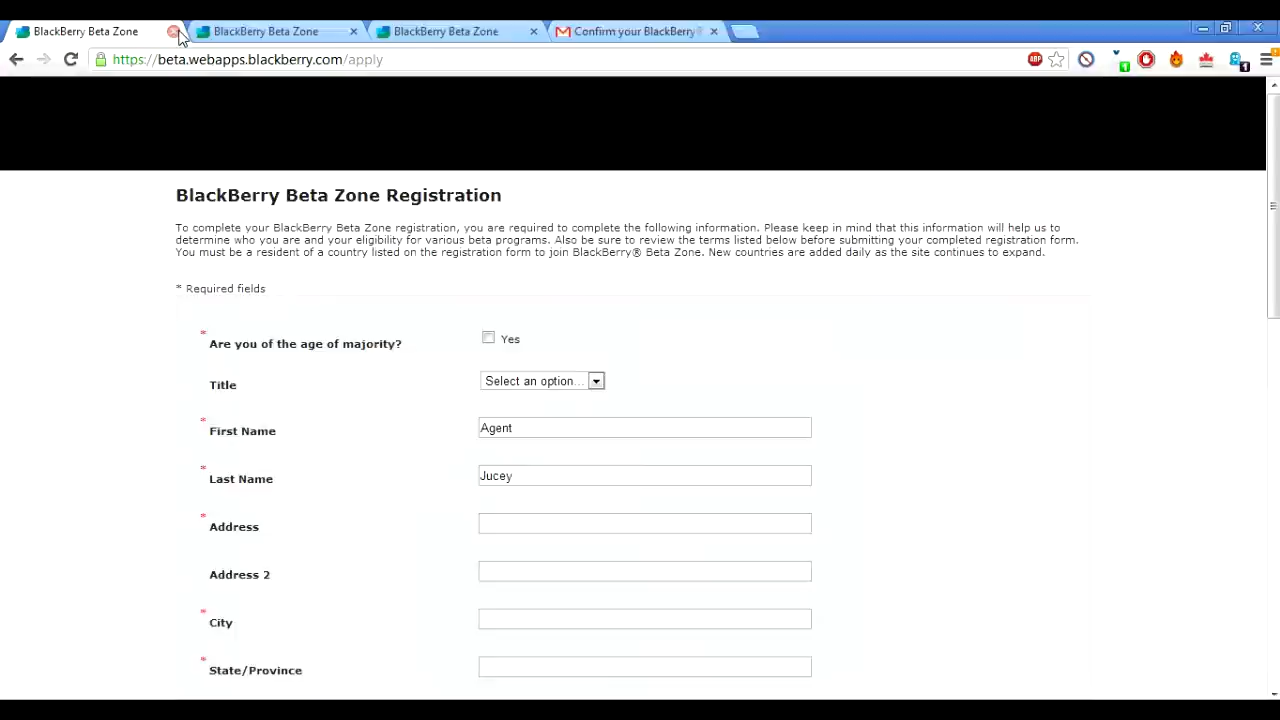 BlackBerry Beta Zone
BlackBerry Beta Zone
BlackBerry Beta Zone
Confirm your BlackBerry®
https://beta.webapps.blackberry.com/apply
ABP
1
1
BlackBerry Beta Zone Registration
To complete your BlackBerry Beta Zone registration, you are required to complete the following information. Please keep in mind that this information will help us to
determine who you are and your eligibility for various beta programs. Also be sure to review the terms listed below before submitting your completed registration form.
You must be a resident of a country listed on the registration form to join BlackBerry® Beta Zone. New countries are added daily as the site continues to expand.
* Required fields
* Are you of the age of majority? Yes
Title Select an option...
* First Name Agent
* Last Name Jucey
* Address
Address 2
* City
* State/Province